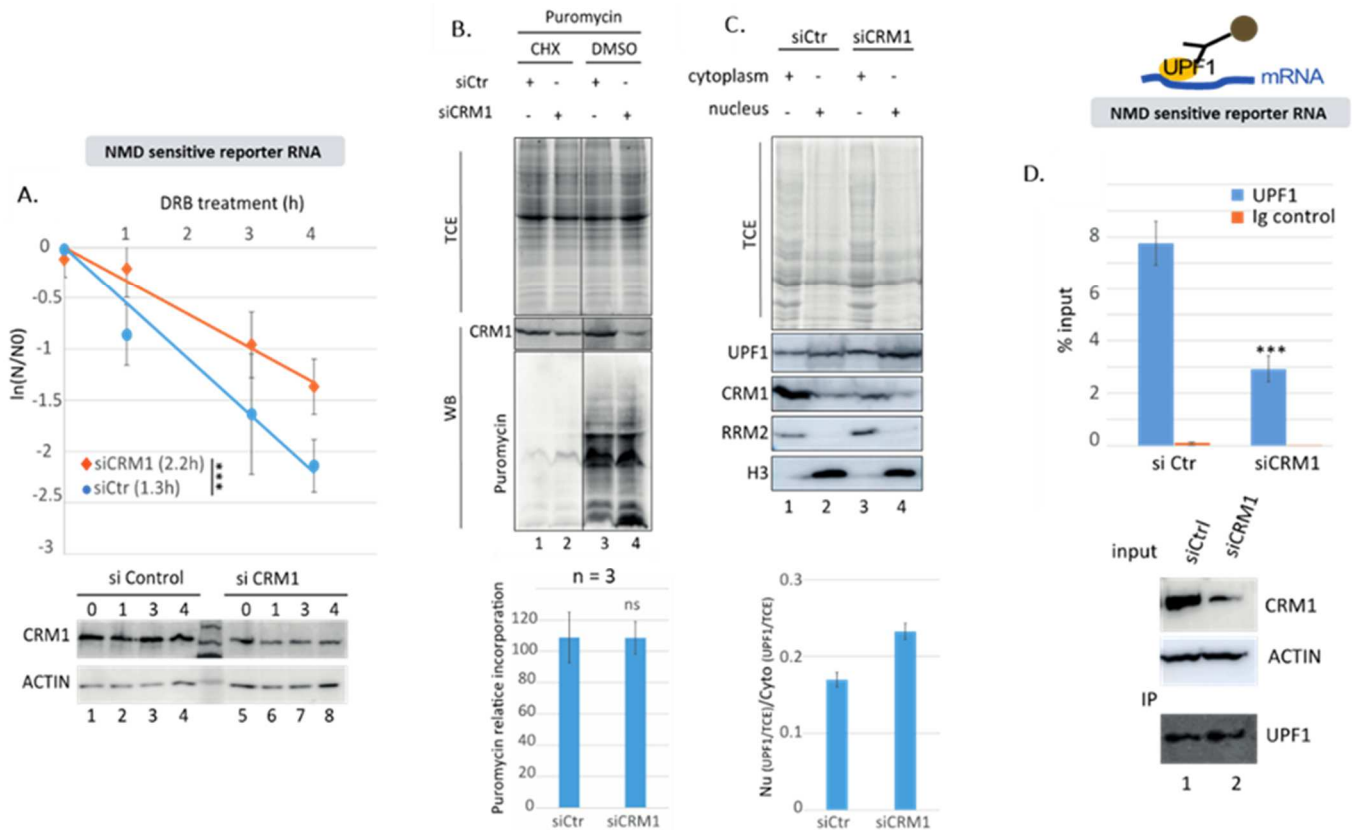 A.
NMD sensitive reporter RNA
DRB treatment (h)
1 2 3 4
0
-0.5
-1
-1.5
-2
-2.5
-3
ln(N/N0)
siCRM1 (2.2h)
siCtr (1.3h)
***
si Control si CRM1
0 1 3 4 0 1 3 4
CRM1
ACTIN
1 2 3 4 5 6 7 8
B.
Puromycin
CHX DMSO
siCtr + - + -
siCRM1 - + - +
TCE
CRM1
WB
Puromycin
1 2 3 4
n = 3
ns
120
100
80
60
40
20
0
Puromycin relatice incorporation
siCtr siCRM1
C.
siCtr siCRM1
cytoplasm + - + -
nucleus - + - +
TCE
UPF1
CRM1
RRM2
H3
1 2 3 4
0.3
0.2
0.1
0
Nu (UPF1/TCE)/Cyto (UPF1/TCE)
siCtr siCRM1
UPF1
mRNA
NMD sensitive reporter RNA
D.
UPF1
Ig control
8
6
4
2
0
% input
***
si Ctr siCRM1
input siCtrl siCRM1
CRM1
ACTIN
IP
UPF1
1 2